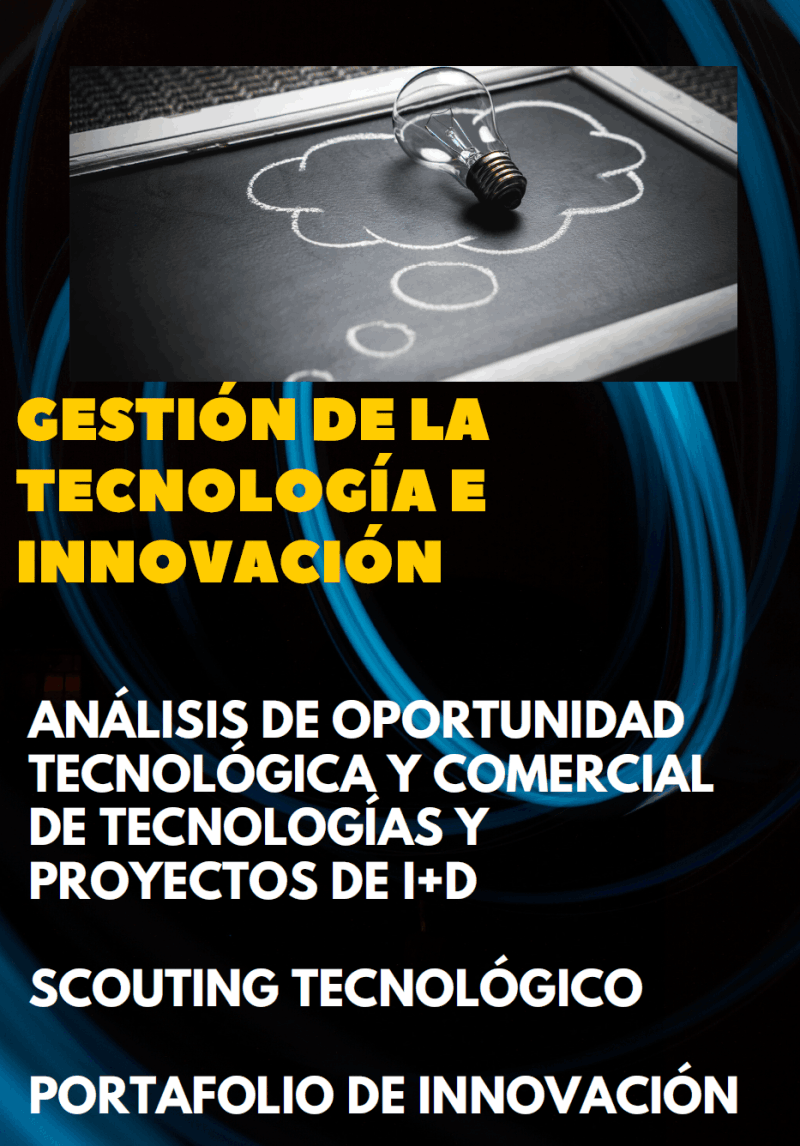 GESTIÓN DE LA
TECNOLOGÍA E
INNOVACIÓN
ANÁLISIS DE OPORTUNIDAD
TECNOLÓGICA Y COMERCIAL
DE TECNOLOGÍAS Y
PROYECTOS DE I+D
SCOUTING TECNOLÓGICO
PORTAFOLIO DE INNOVACIÓN